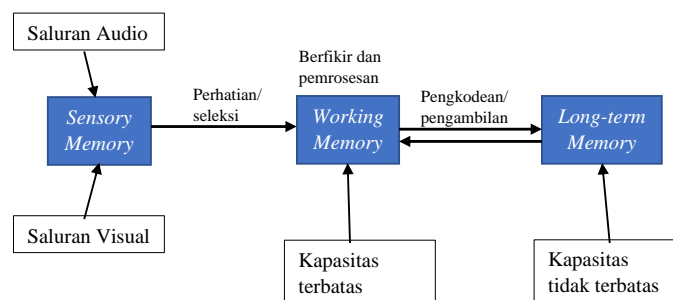 Saluran Audio
Berfikir dan
pemrosesan
Perhatian/
seleksi
Pengkodean/
pengambilan
Sensory
Memory
Working
Memory
Long-term
Memory
Saluran Visual
Kapasitas
terbatas
Kapasitas
tidak terbatas